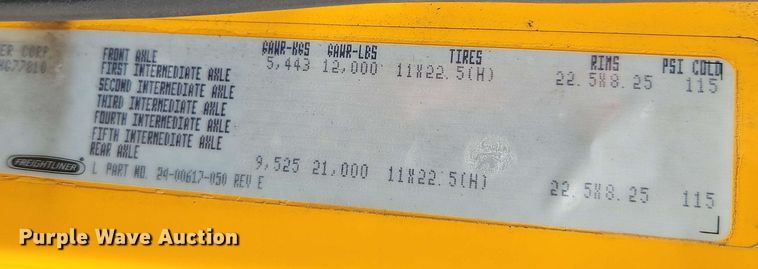 ER CORP
GAWR-KGS GAWR-LBS TIRES RIMS PSI COLD
FRONT AXLE 5,443 12,000 11X22.5(H) 22.5X8.25 115
FIRST INTERMEDIATE AXLE
SECOND INTERMEDIATE AXLE
THIRD INTERMEDIATE AXLE
FOURTH INTERMEDIATE AXLE
FIFTH INTERMEDIATE AXLE
REAR AXLE 9,525 21,000 11X22.5(H) 22.5X8.25 115
FREIGHTLINER
L PART NO. 24-00617-050 REV E
Purple Wave Auction